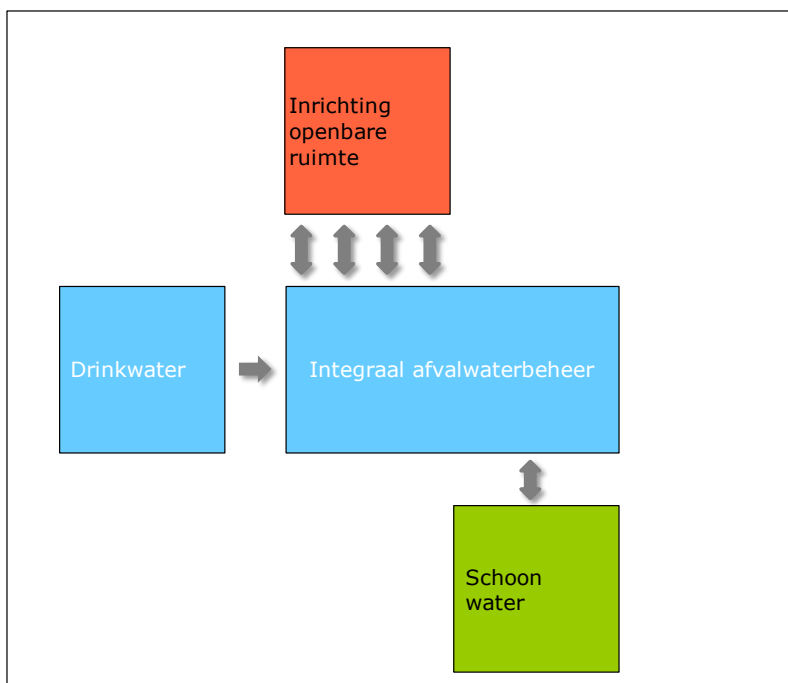 Inrichting
openbare
ruimte
Drinkwater
Integraal afvalwaterbeheer
Schoon
water